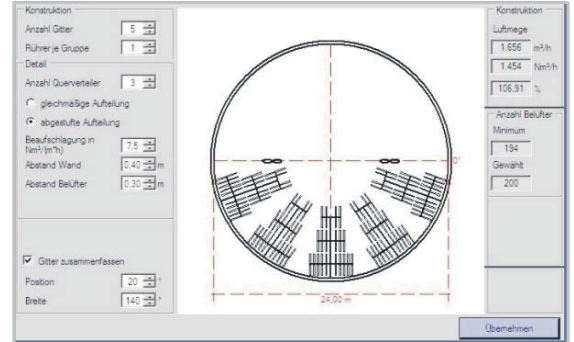 Konstruktion
Anzahl Gitter 5
Rührer je Gruppe 1
Detail
Anzahl Querverteiler 3
gleichmäßige Aufteilung
abgestufte Aufteilung
Beaufschlagung in
Nm³/(m*h) 7,5
Abstand Wand 0,40 m
Abstand Belüfter 0,30 m
Gitter zusammenfassen
Position 20 °
Breite 140 °
0°
24,00 m
Konstruktion
Luftmege
1.656 m³/h
1.454 Nm³/h
106.91 %
Anzahl Belüfter
Minimum
194
Gewählt
200
Übernehmen